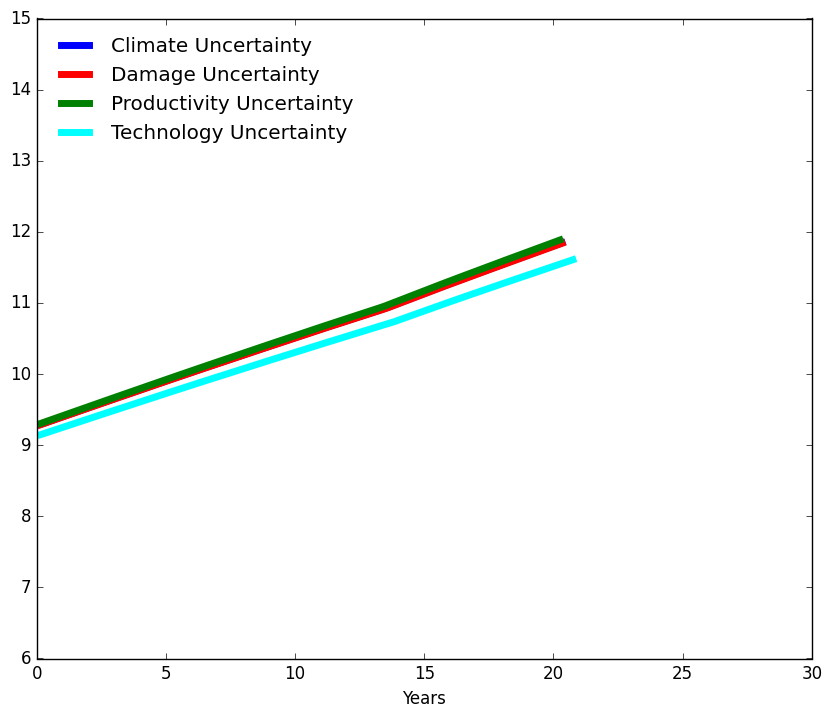 15
14
13
12
11
10
9
8
7
6
Climate Uncertainty
Damage Uncertainty
Productivity Uncertainty
Technology Uncertainty
0 5 10 15 20 25 30
Years